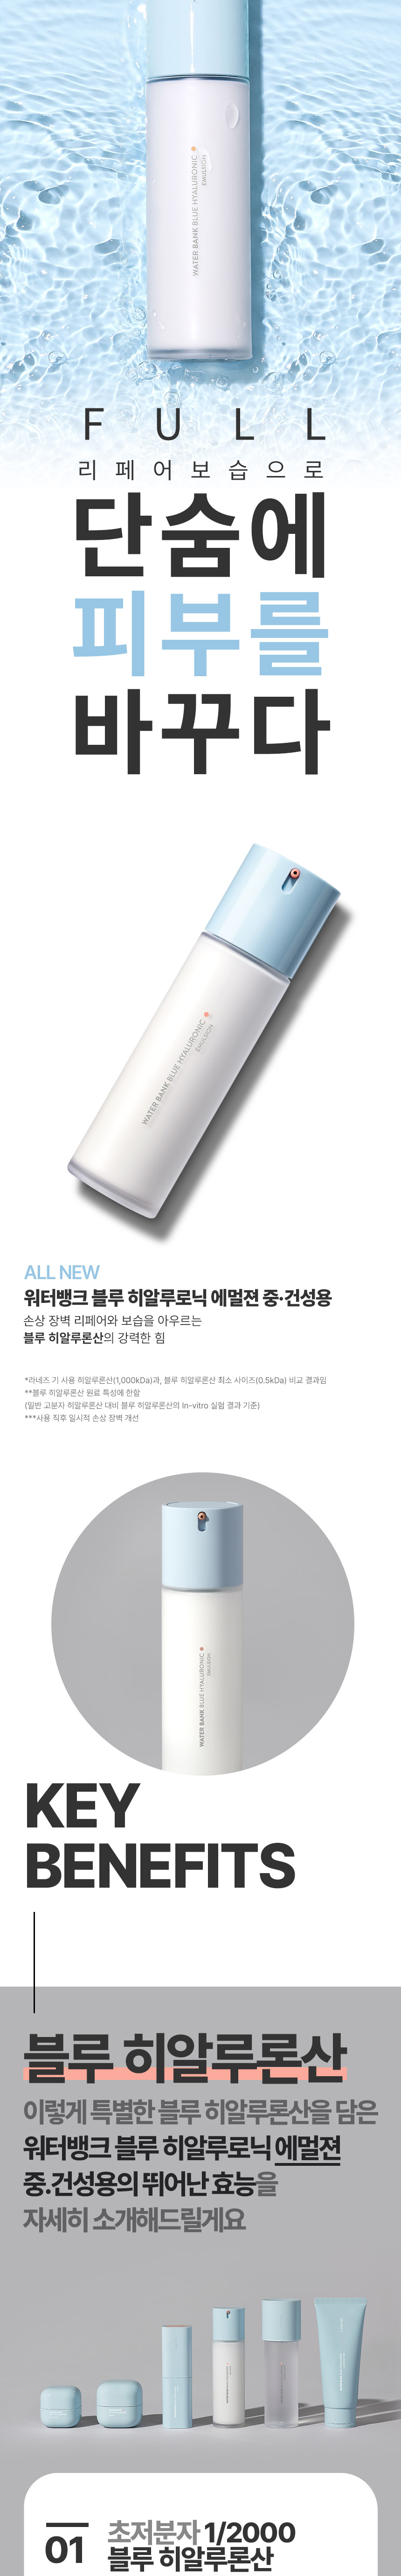 WATER BANK BLUE HYALURONIC
EMULSION
FULL
리페어보습으로
단숨에
피부를
바꾸다
WATER BANK BLUE HYALURONIC
EMULSION
ALL NEW
워터뱅크 블루 히알루로닉 에멀젼 중·건성용
손상 장벽 리페어와 보습을 아우르는
블루 히알루론산의 강력한 힘
*라네즈 기 사용 히알루론산(1,000kDa)과, 블루 히알루론산 최소 사이즈(0.5kDa) 비교 결과임
**블루 히알루론산 원료 특성에 한함
(일반 고분자 히알루론산 대비 블루 히알루론산의 In-vitro 실험 결과 기준)
***사용 직후 일시적 손상 장벽 개선
WATER BANK BLUE HYALURONIC
EMULSION
KEY
BENEFITS
블루 히알루론산
이렇게 특별한 블루 히알루론산을 담은
워터뱅크 블루 히알루로닉 에멀젼
중.건성용의 뛰어난 효능을
자세히 소개해드릴게요
01
초저분자 1/2000
블루 히알루론산